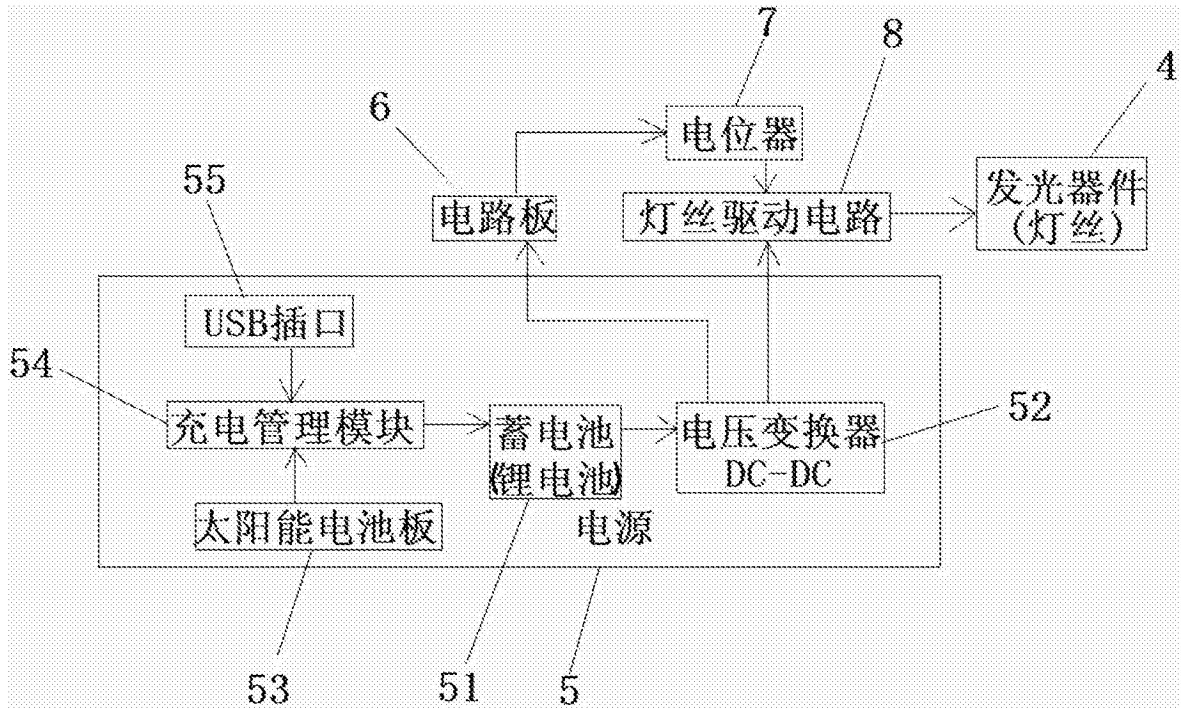 7
8
4
6
电位器
55
发光器件
(灯丝)
电路板
灯丝驱动电路
USB插口
54
充电管理模块
蓄电池
(锂电池)
电压变换器
DC-DC
52
太阳能电池板
电源
53
51
5